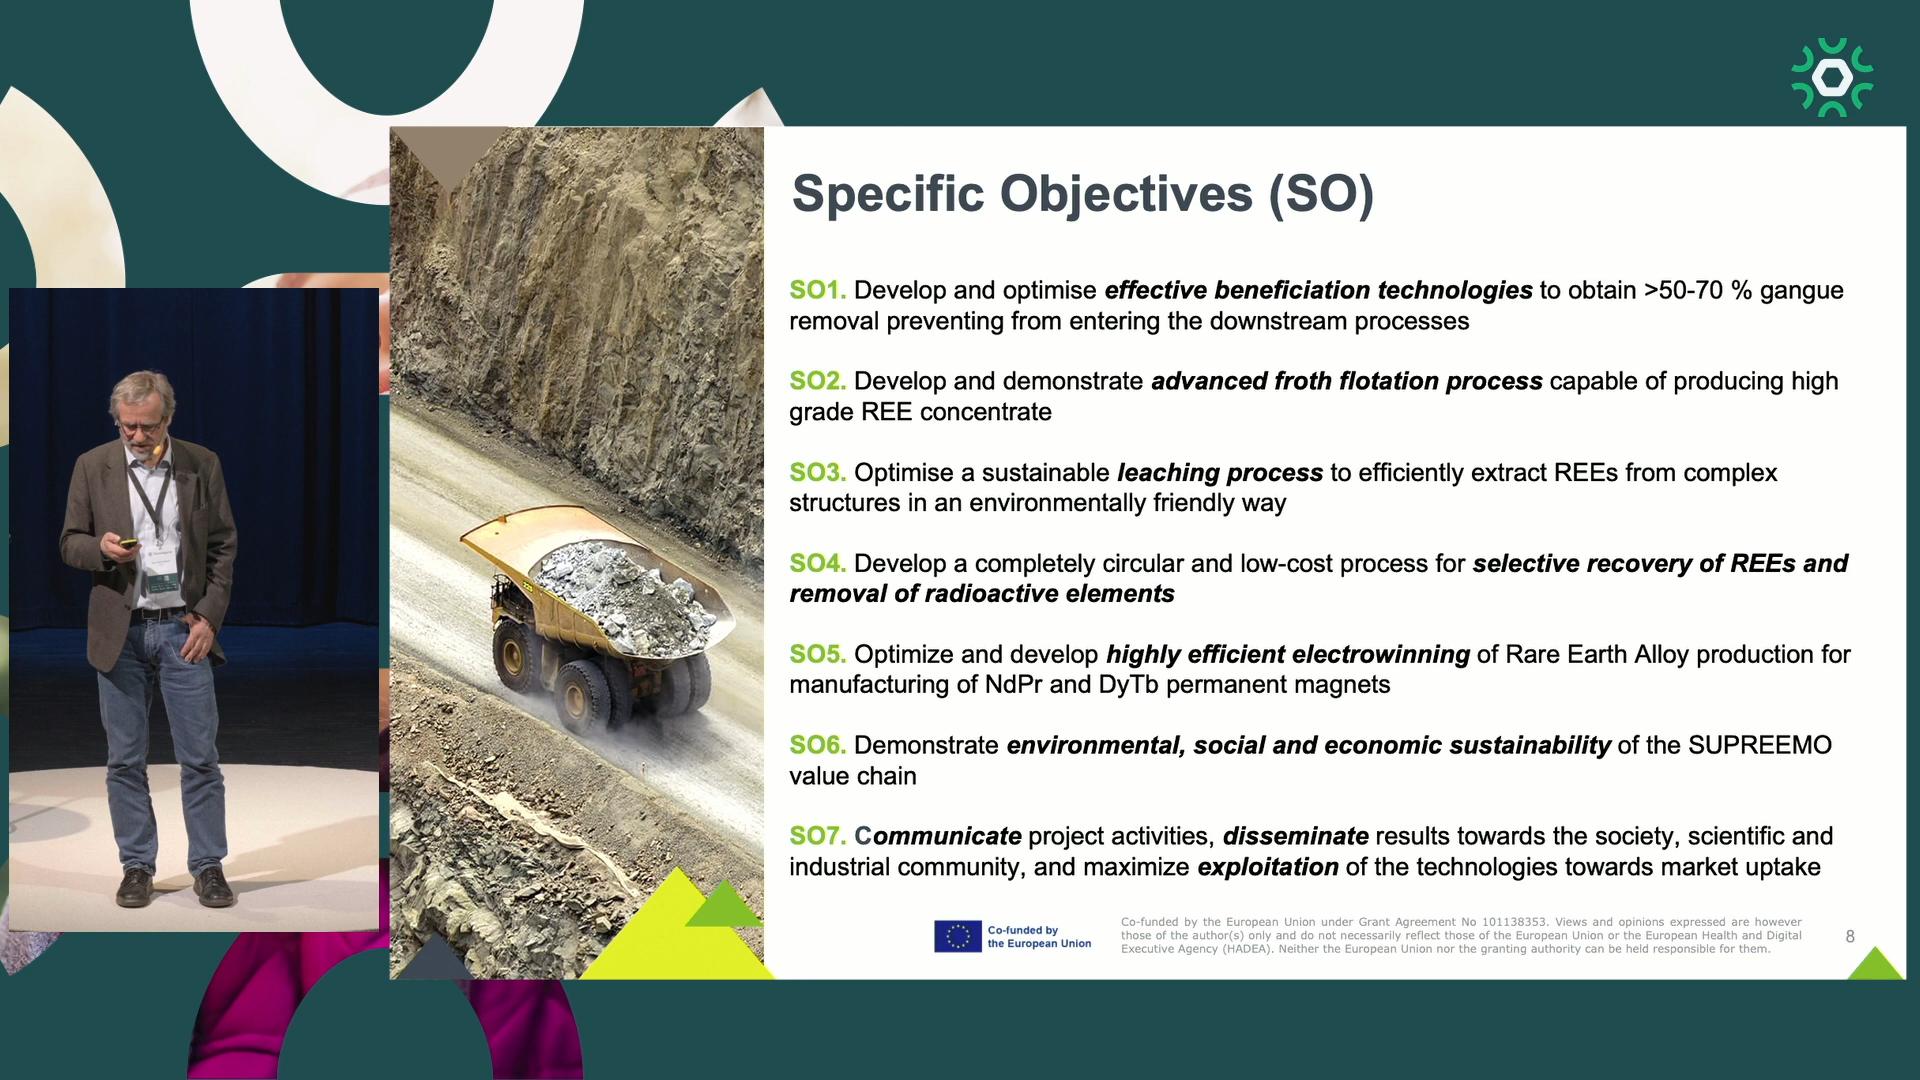 Specific Objectives (SO)
SO1. Develop and optimise effective beneficiation technologies to obtain >50-70 % gangue
removal preventing from entering the downstream processes
SO2. Develop and demonstrate advanced froth flotation process capable of producing high
grade REE concentrate
SO3. Optimise a sustainable leaching process to efficiently extract REEs from complex
structures in an environmentally friendly way
SO4. Develop a completely circular and low-cost process for selective recovery of REEs and
removal of radioactive elements
SO5. Optimize and develop highly efficient electrowinning of Rare Earth Alloy production for
manufacturing of NdPr and DyTb permanent magnets
SO6. Demonstrate environmental, social and economic sustainability of the SUPREEMO
value chain
SO7. Communicate project activities, disseminate results towards the society, scientific and
industrial community, and maximize exploitation of the technologies towards market uptake
Co-funded by
the European Union
Co-funded by the European Union under Grant Agreement No 101138353. Views and opinions expressed are however
those of the author(s) only and do not necessarily reflect those of the European Union or the European Health and Digital
Executive Agency (HADEA). Neither the European Union nor the granting authority can be held responsible for them.
8